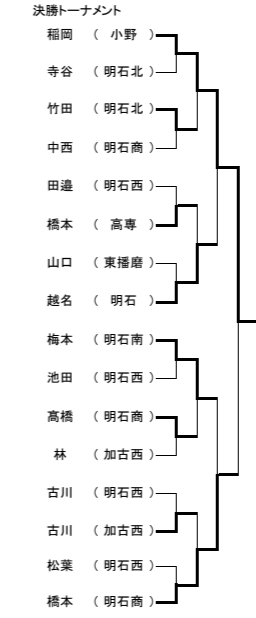 決勝トーナメント
稲岡 （ 小野 ）
寺谷 （ 明石北 ）
竹田 （ 明石北 ）
中西 （ 明石商 ）
田邉 （ 明石西 ）
橋本 （ 高専 ）
山口 （ 東播磨 ）
越名 （ 明石 ）
梅本 （ 明石南 ）
池田 （ 明石西 ）
髙橋 （ 明石商 ）
林 （ 加古西 ）
古川 （ 明石西 ）
古川 （ 加古西 ）
松葉 （ 明石西 ）
橋本 （ 明石商 ）